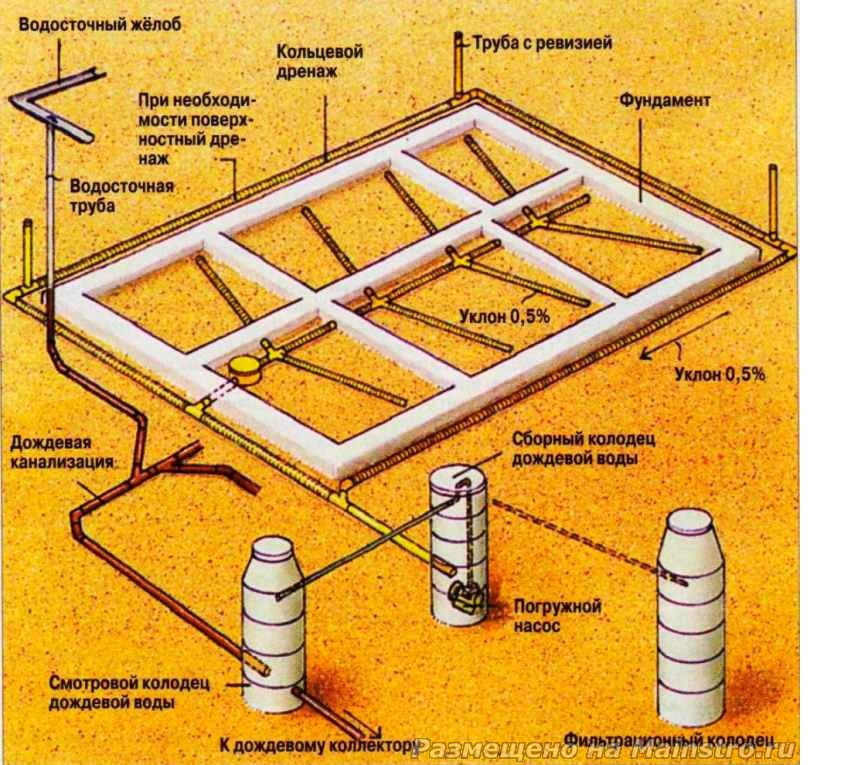 Водосточный жёлоб
Кольцевой
дренаж
Труба с ревизией
При необходи-
мости поверх-
ностный дре-
наж
Фундамент
Водосточная
труба
Уклон 0,5%
Уклон 0,5%
Дождевая
канализация
Сборный колодец
дождевой воды
Погружной
насос
Смотровой колодец
дождевой воды
К дождевому коллектору
Фильтрационный колодец
Размещено на Mainstro.ru